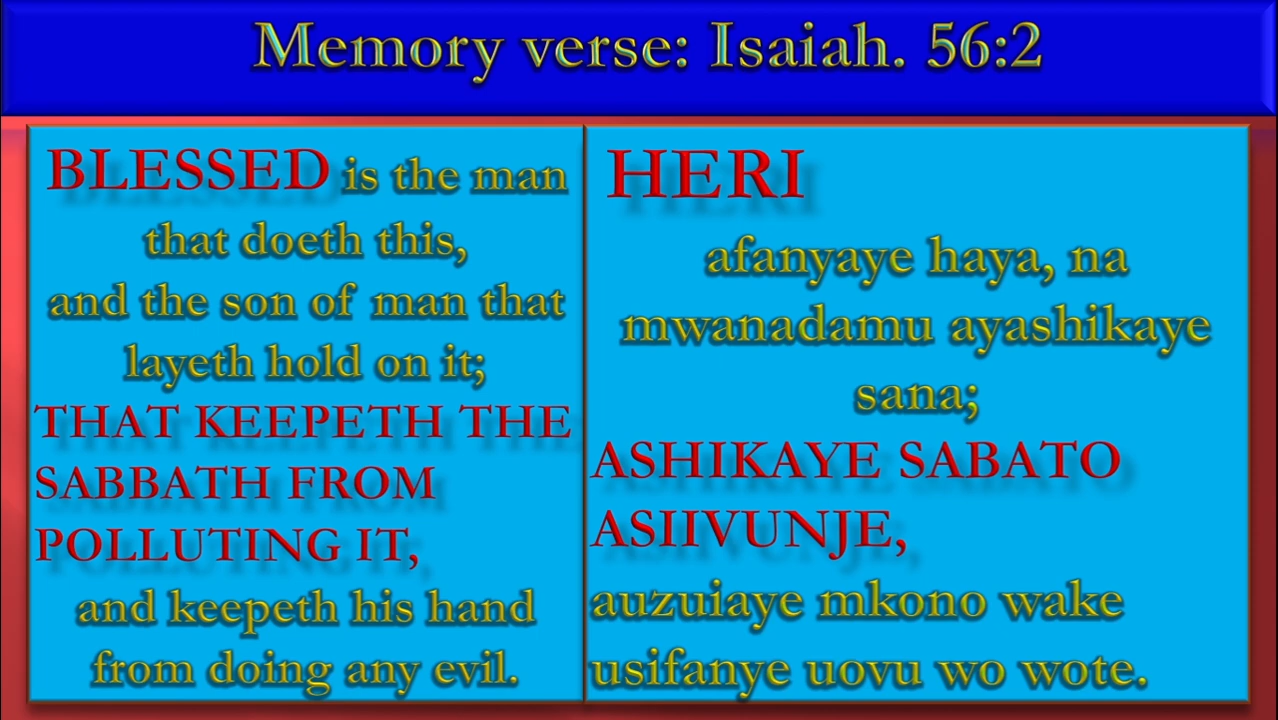 Memory verse: Isaiah. 56:2
BLESSED is the man
that doeth this,
and the son of man that
layeth hold on it;
THAT KEEPETH THE
SABBATH FROM
POLLUTING IT,
and keepeth his hand
from doing any evil.
HERI
afanyaye haya, na
mwanadamu ayashikaye
sana;
ASHIKAYE SABATO
ASIIVUNJE,
auzuiaye mkono wake
usifanye uovu wo wote.